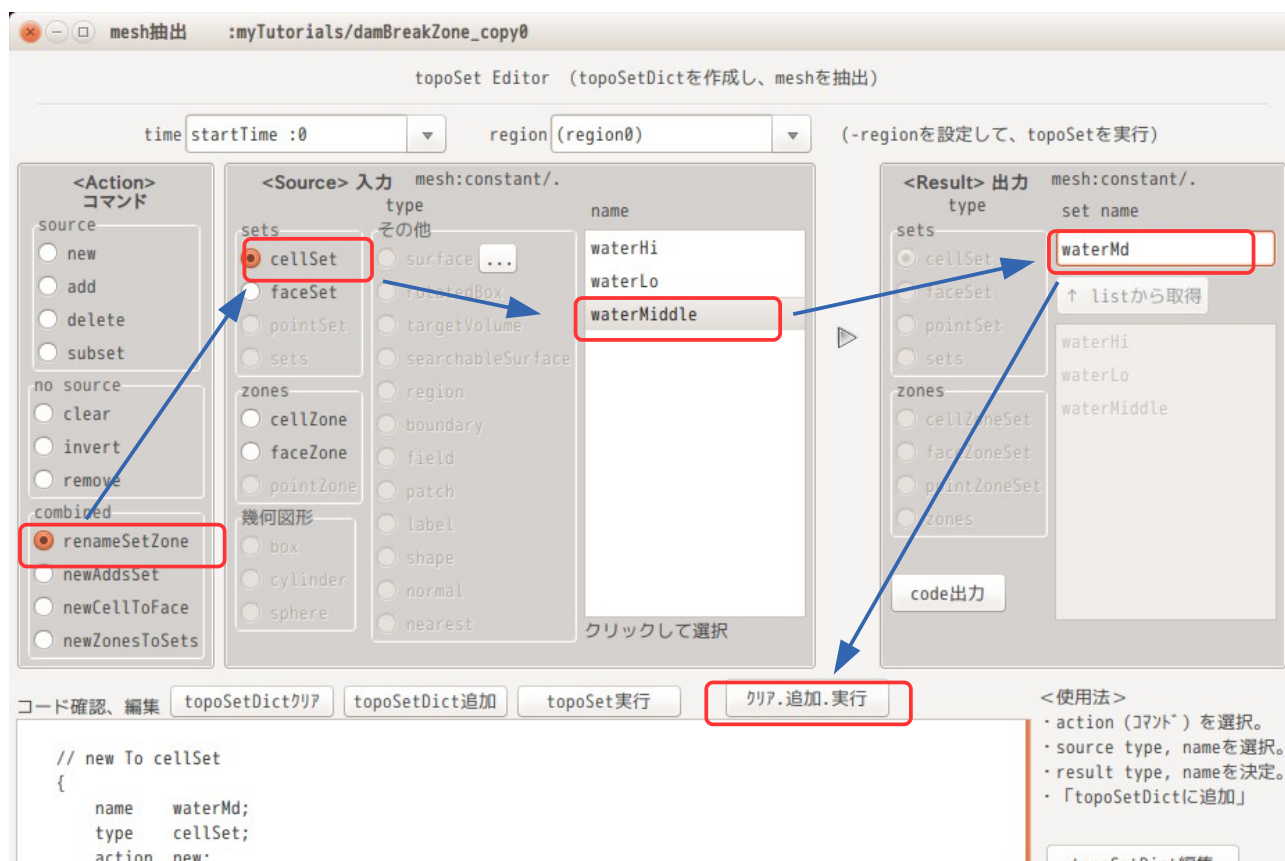 mesh抽出 :myTutorials/damBreakZone_copy0
topoSet Editor (topoSetDictを作成し、meshを抽出)
time startTime :0 region (region0) (-regionを設定して、topoSetを実行)
<Action>
コマンド
source
new
add
delete
subset
no source
clear
invert
remove
combined
renameSetZone
newAddsSet
newCellToFace
newZonesToSets
<Source> 入力 mesh:constant/.
type
sets
cellSet
faceSet
pointSet
sets
zones
cellZone
faceZone
pointZone
幾何図形
box
cylinder
sphere
その他
surface ...
rotatedBox
targetVolume
searchableSurface
region
boundary
field
patch
label
shape
normal
nearest
name
waterHi
waterLo
waterMiddle
クリックして選択
<Result> 出力 mesh:constant/.
type
sets
cellSet
faceSet
pointSet
sets
zones
cellZoneSet
faceZoneSet
pointZoneSet
zones
code出力
set name
waterMd
↑ listから取得
waterHi
waterLo
waterMiddle
コード確認、編集 topoSetDictｸﾘｱ topoSetDict追加 topoSet実行 ｸﾘｱ.追加.実行
// new To cellSet
{
name waterMd;
type cellSet;
action new;
<使用法>
・action (ｺﾏﾝﾄﾞ) を選択。
・source type, nameを選択。
・result type, nameを決定。
・「topoSetDictに追加」